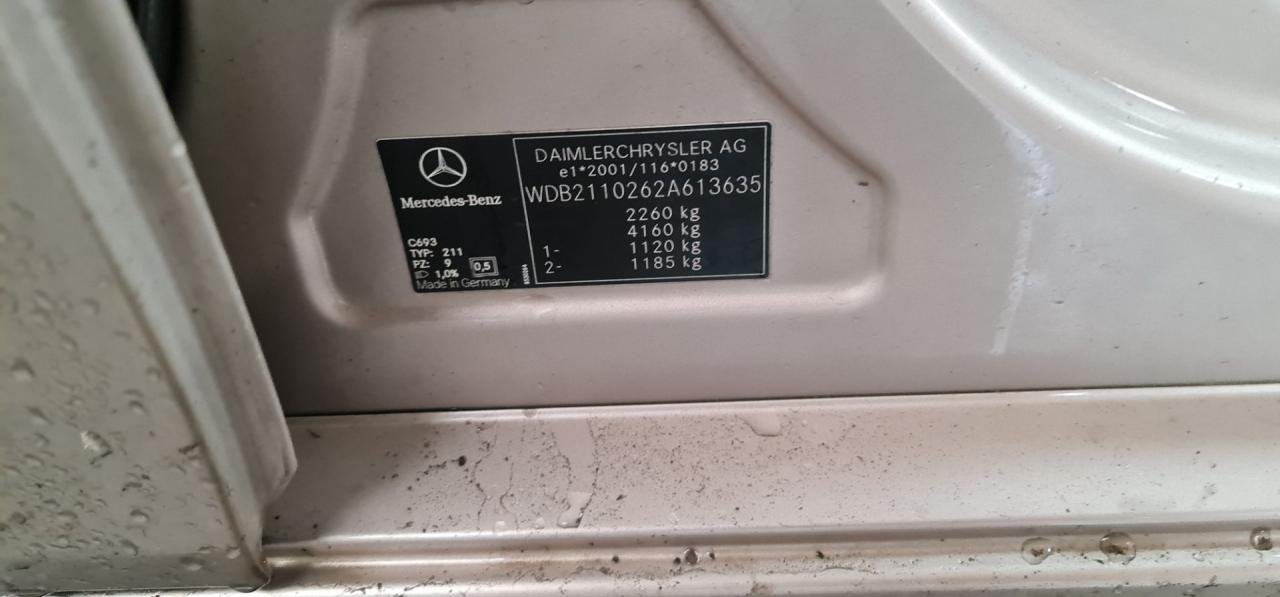 Mercedes-Benz
C693
TYP: 211
PZ: 9
1,0% 0,5
Made in Germany
DAIMLERCHRYSLER AG
e1*2001/116*0183
WDB2110262A613635
2260 kg
4160 kg
1- 1120 kg
2- 1185 kg